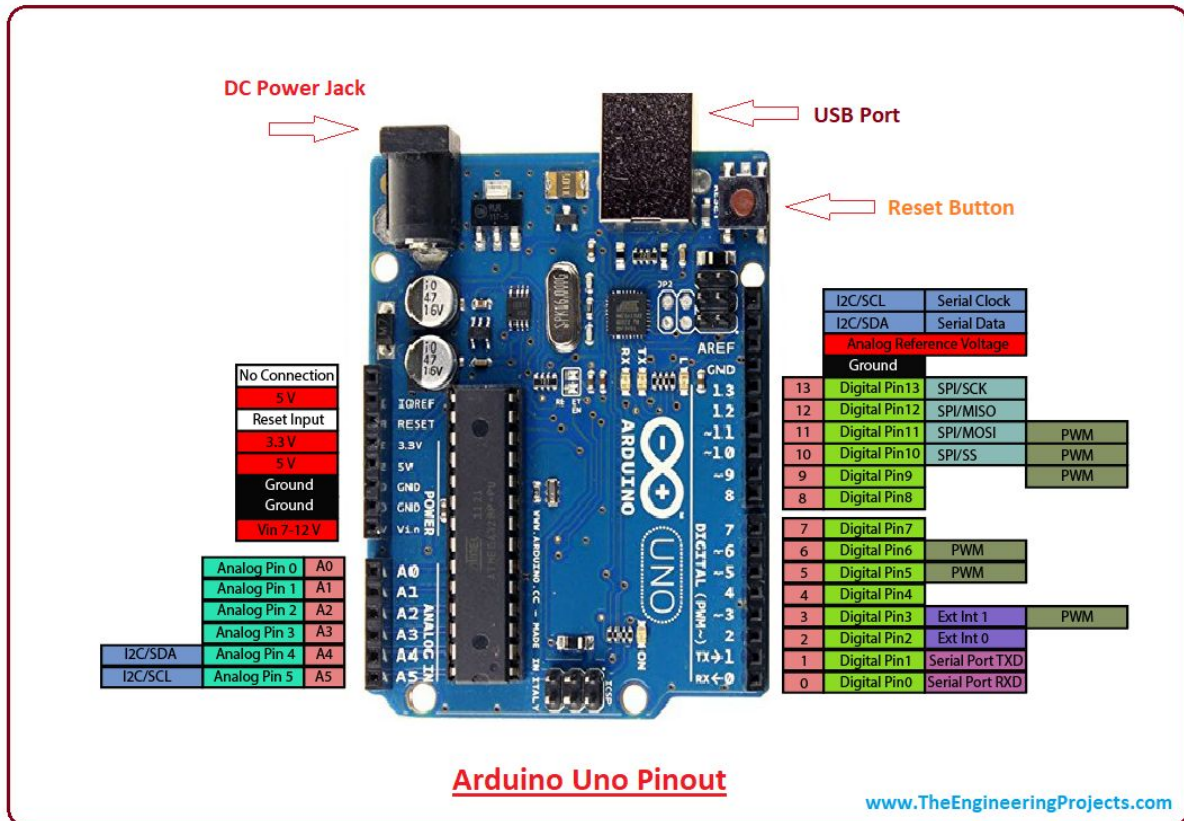 DC Power Jack
USB Port
Reset Button
I2C/SCL Serial Clock
I2C/SDA Serial Data
Analog Reference Voltage
Ground
13 Digital Pin13 SPI/SCK
12 Digital Pin12 SPI/MISO
11 Digital Pin11 SPI/MOSI PWM
10 Digital Pin10 SPI/SS PWM
9 Digital Pin9 PWM
8 Digital Pin8
7 Digital Pin7
6 Digital Pin6 PWM
5 Digital Pin5 PWM
4 Digital Pin4
3 Digital Pin3 Ext Int 1 PWM
2 Digital Pin2 Ext Int 0
1 Digital Pin1 Serial Port TXD
0 Digital Pin0 Serial Port RXD
No Connection
5 V
Reset Input
3.3 V
5 V
Ground
Ground
Vin 7-12 V
Analog Pin 0 A0
Analog Pin 1 A1
Analog Pin 2 A2
Analog Pin 3 A3
I2C/SDA Analog Pin 4 A4
I2C/SCL Analog Pin 5 A5
10
47
16V
10
47
16V
SPK16.000G
JP2
RX
TX
L
IOREF
RESET
3.3V
5V
GND
GND
Vin
POWER
A0
A1
A2
A3
A4
A5
ANALOG IN
AREF
GND
13
12
~11
~10
~9
8
7
~6
~5
4
~3
2
TX→1
RX←0
DIGITAL (PWM~)
ARDUINO
UNO
WWW.ARDUINO.CC - MADE IN ITALY
ON
ICSP
Arduino Uno Pinout
www.TheEngineeringProjects.com